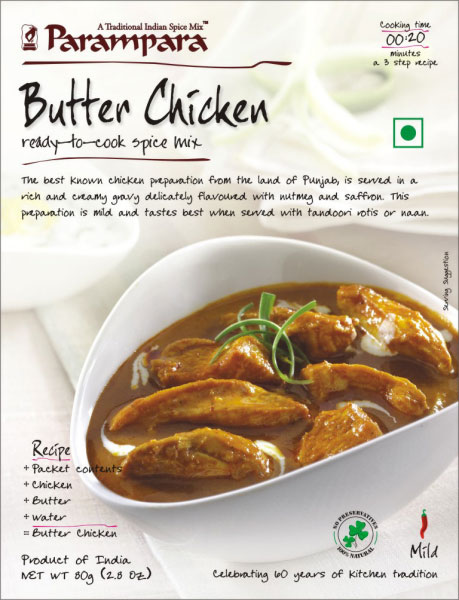 A Traditional Indian Spice Mix
Parampara™
Cooking time
00:20
minutes
a 3 step recipe
Butter Chicken
ready-to-cook spice mix
The best known chicken preparation from the land of Punjab, is served in a
rich and creamy gravy delicately flavoured with nutmeg and saffron. This
preparation is mild and tastes best when served with tandoori rotis or naan.
Serving Suggestion
Recipe
+ Packet contents
+ Chicken
+ Butter
+ water
= Butter Chicken
NO PRESERVATIVES
100% NATURAL
Mild
Product of India
NET WT 80g (2.8 OZ)
Celebrating 60 years of kitchen tradition